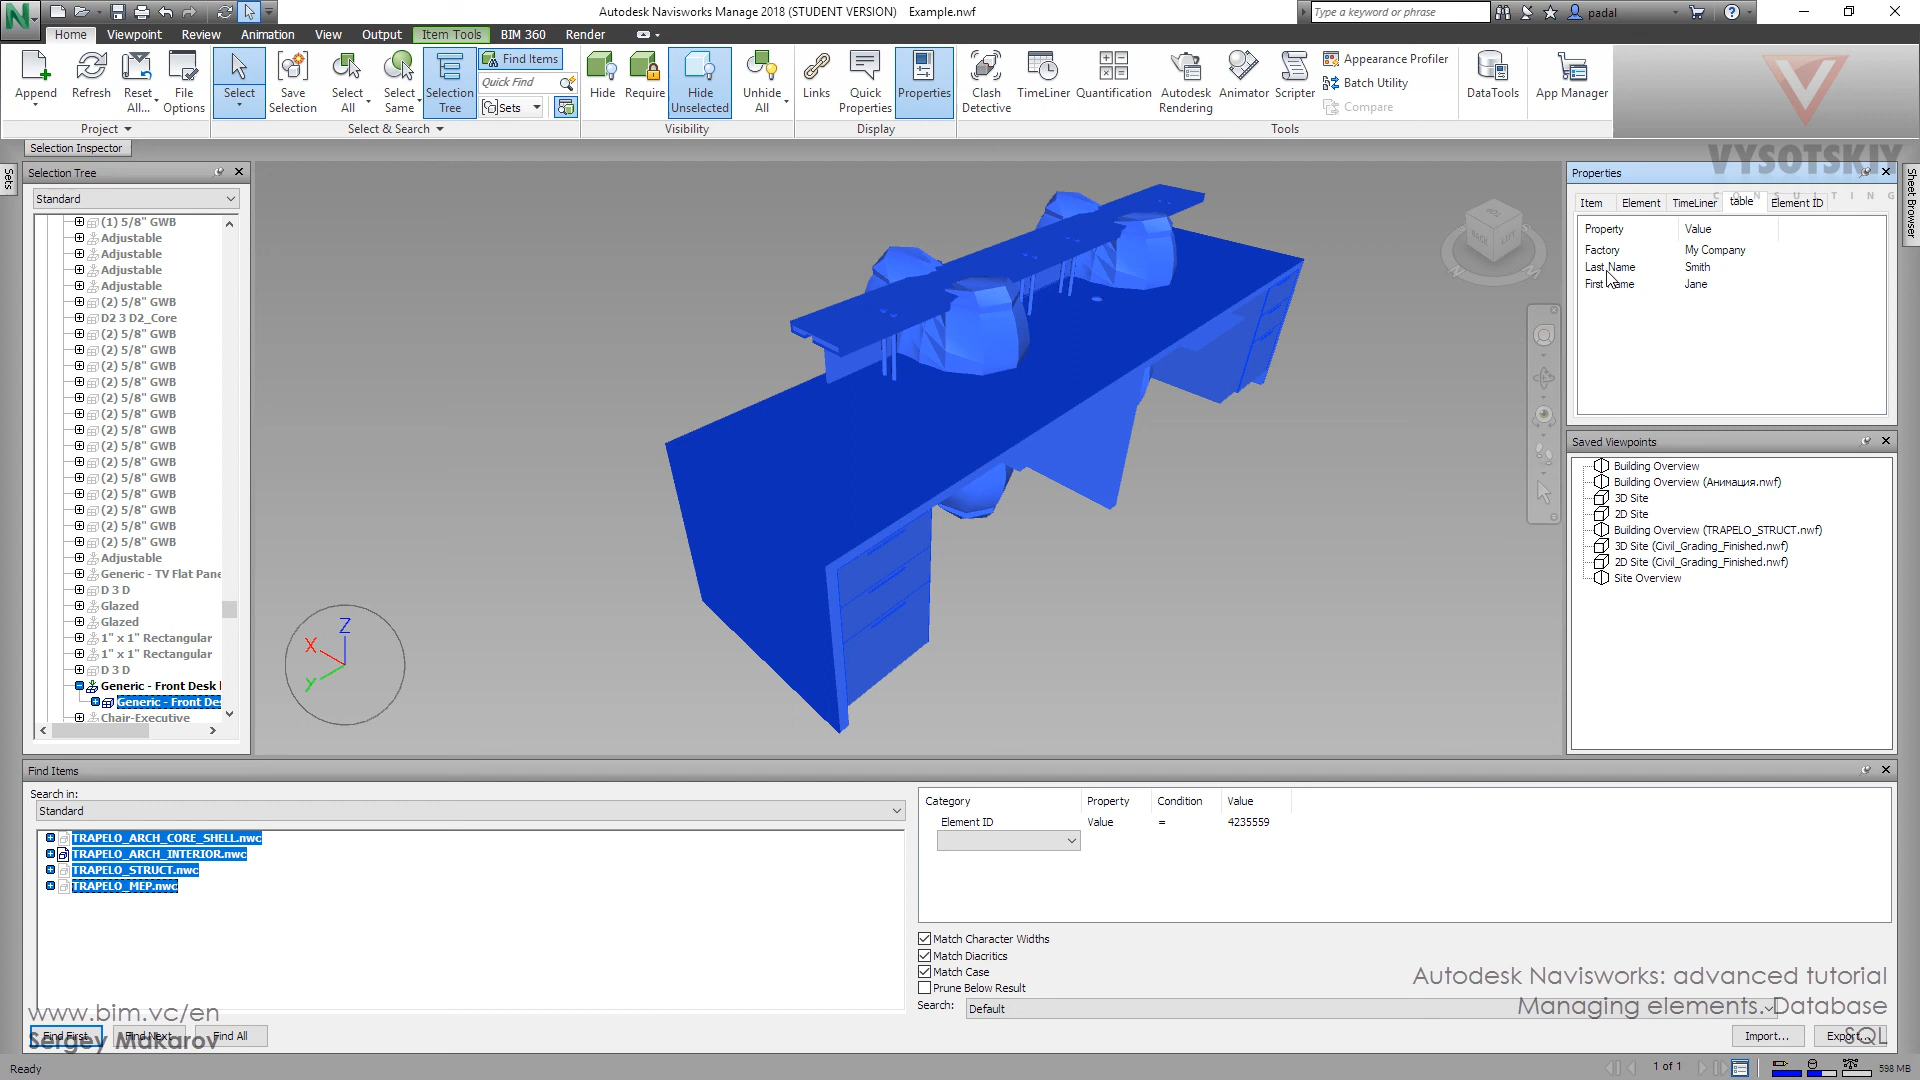 Autodesk Navisworks Manage 2018 (STUDENT VERSION) Example.nwf
Type a keyword or phrase
padal
Home Viewpoint Review Animation View Output Item Tools BIM 360 Render
Append
Refresh
Reset All...
File Options
Project
Select
Save Selection
Select All
Select Same
Selection Tree
Find Items
Quick Find
Sets
Select & Search
Hide
Require
Hide Unselected
Unhide All
Visibility
Links
Quick Properties
Properties
Display
Clash Detective
TimeLiner
Quantification
Autodesk Rendering
Animator
Scripter
Appearance Profiler
Batch Utility
Compare
Tools
DataTools
App Manager
VYSOTSKIY
CONSULTING
Selection Inspector
Sets
Selection Tree
Standard
(1) 5/8" GWB
Adjustable
Adjustable
Adjustable
Adjustable
(2) 5/8" GWB
D2 3 D2_Core
(2) 5/8" GWB
(2) 5/8" GWB
(2) 5/8" GWB
(2) 5/8" GWB
(2) 5/8" GWB
(2) 5/8" GWB
(2) 5/8" GWB
(2) 5/8" GWB
(2) 5/8" GWB
(2) 5/8" GWB
(2) 5/8" GWB
(2) 5/8" GWB
(2) 5/8" GWB
(2) 5/8" GWB
Adjustable
Generic - TV Flat Pane
D 3 D
Glazed
Glazed
1" x 1" Rectangular
1" x 1" Rectangular
D 3 D
Generic - Front Desk
Generic - Front Des
Chair-Executive
X
Y
Z
BACK
LEFT
Properties
Sheet Browser
Item Element TimeLiner table Element ID
Property Value
Factory My Company
Last Name Smith
First Name Jane
Saved Viewpoints
Building Overview
Building Overview (Анимация.nwf)
3D Site
2D Site
Building Overview (TRAPELO_STRUCT.nwf)
3D Site (Civil_Grading_Finished.nwf)
2D Site (Civil_Grading_Finished.nwf)
Site Overview
Find Items
Search in:
Standard
TRAPELO_ARCH_CORE_SHELL.nwc
TRAPELO_ARCH_INTERIOR.nwc
TRAPELO_STRUCT.nwc
TRAPELO_MEP.nwc
Category Property Condition Value
Element ID Value = 4235559
Match Character Widths
Match Diacritics
Match Case
Prune Below Result
Search: Default
Find First Find Next Find All
Import... Export...
www.bim.vc/en
Sergey Makarov
Autodesk Navisworks: advanced tutorial
Managing elements. Database
SQL
Ready
1 of 1
598 MB